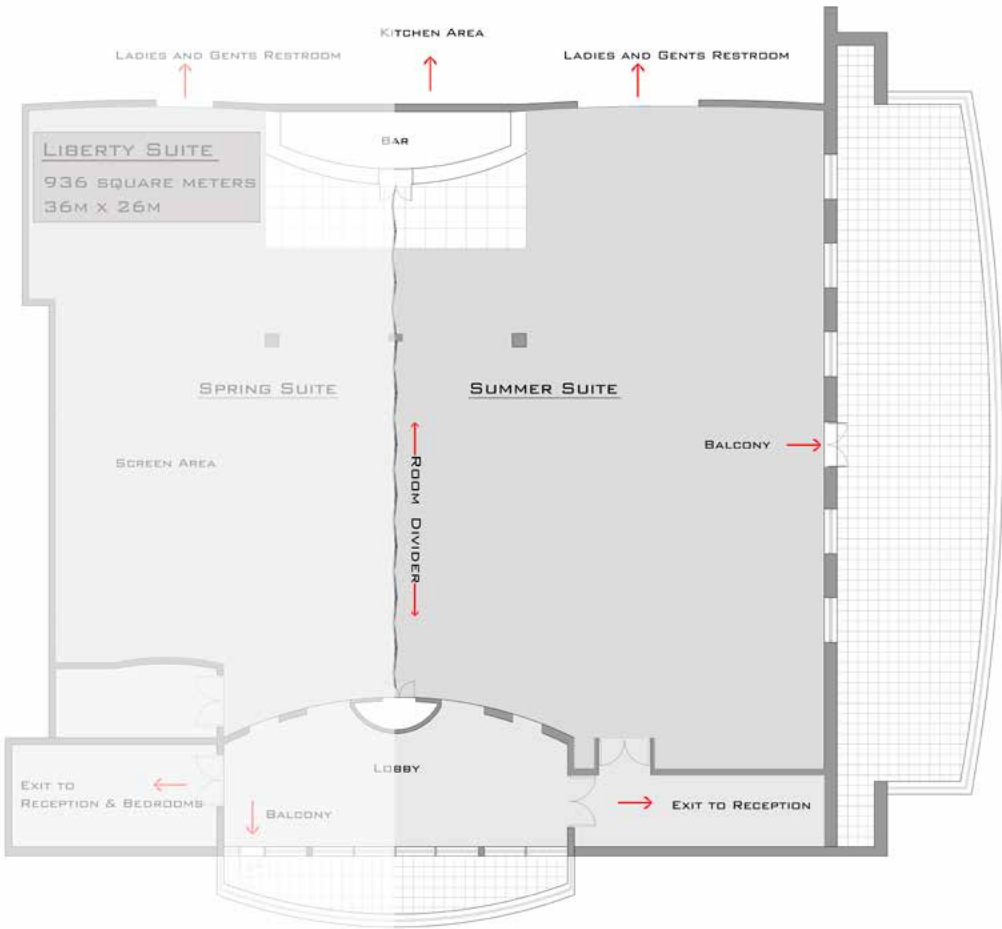 Kitchen Area
Ladies and Gents Restroom
Ladies and Gents Restroom
Bar
Liberty Suite
936 square meters
36m x 26m
Spring Suite
Summer Suite
Balcony
Screen Area
Room Divider
Lobby
Exit to
Reception & Bedrooms
Balcony
Exit to Reception